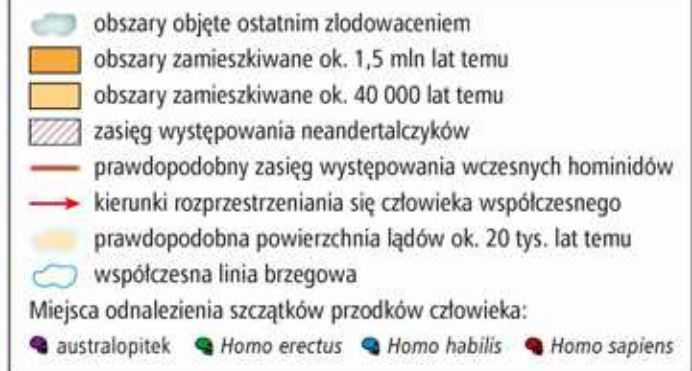 obszary objęte ostatnim zlodowaceniem
obszary zamieszkiwane ok. 1,5 mln lat temu
obszary zamieszkiwane ok. 40 000 lat temu
zasięg występowania neandertalczyków
prawdopodobny zasięg występowania wczesnych hominidów
kierunki rozprzestrzeniania się człowieka współczesnego
prawdopodobna powierzchnia lądów ok. 20 tys. lat temu
współczesna linia brzegowa
Miejsca odnalezienia szczątków przodków człowieka:
australopitek Homo erectus Homo habilis Homo sapiens